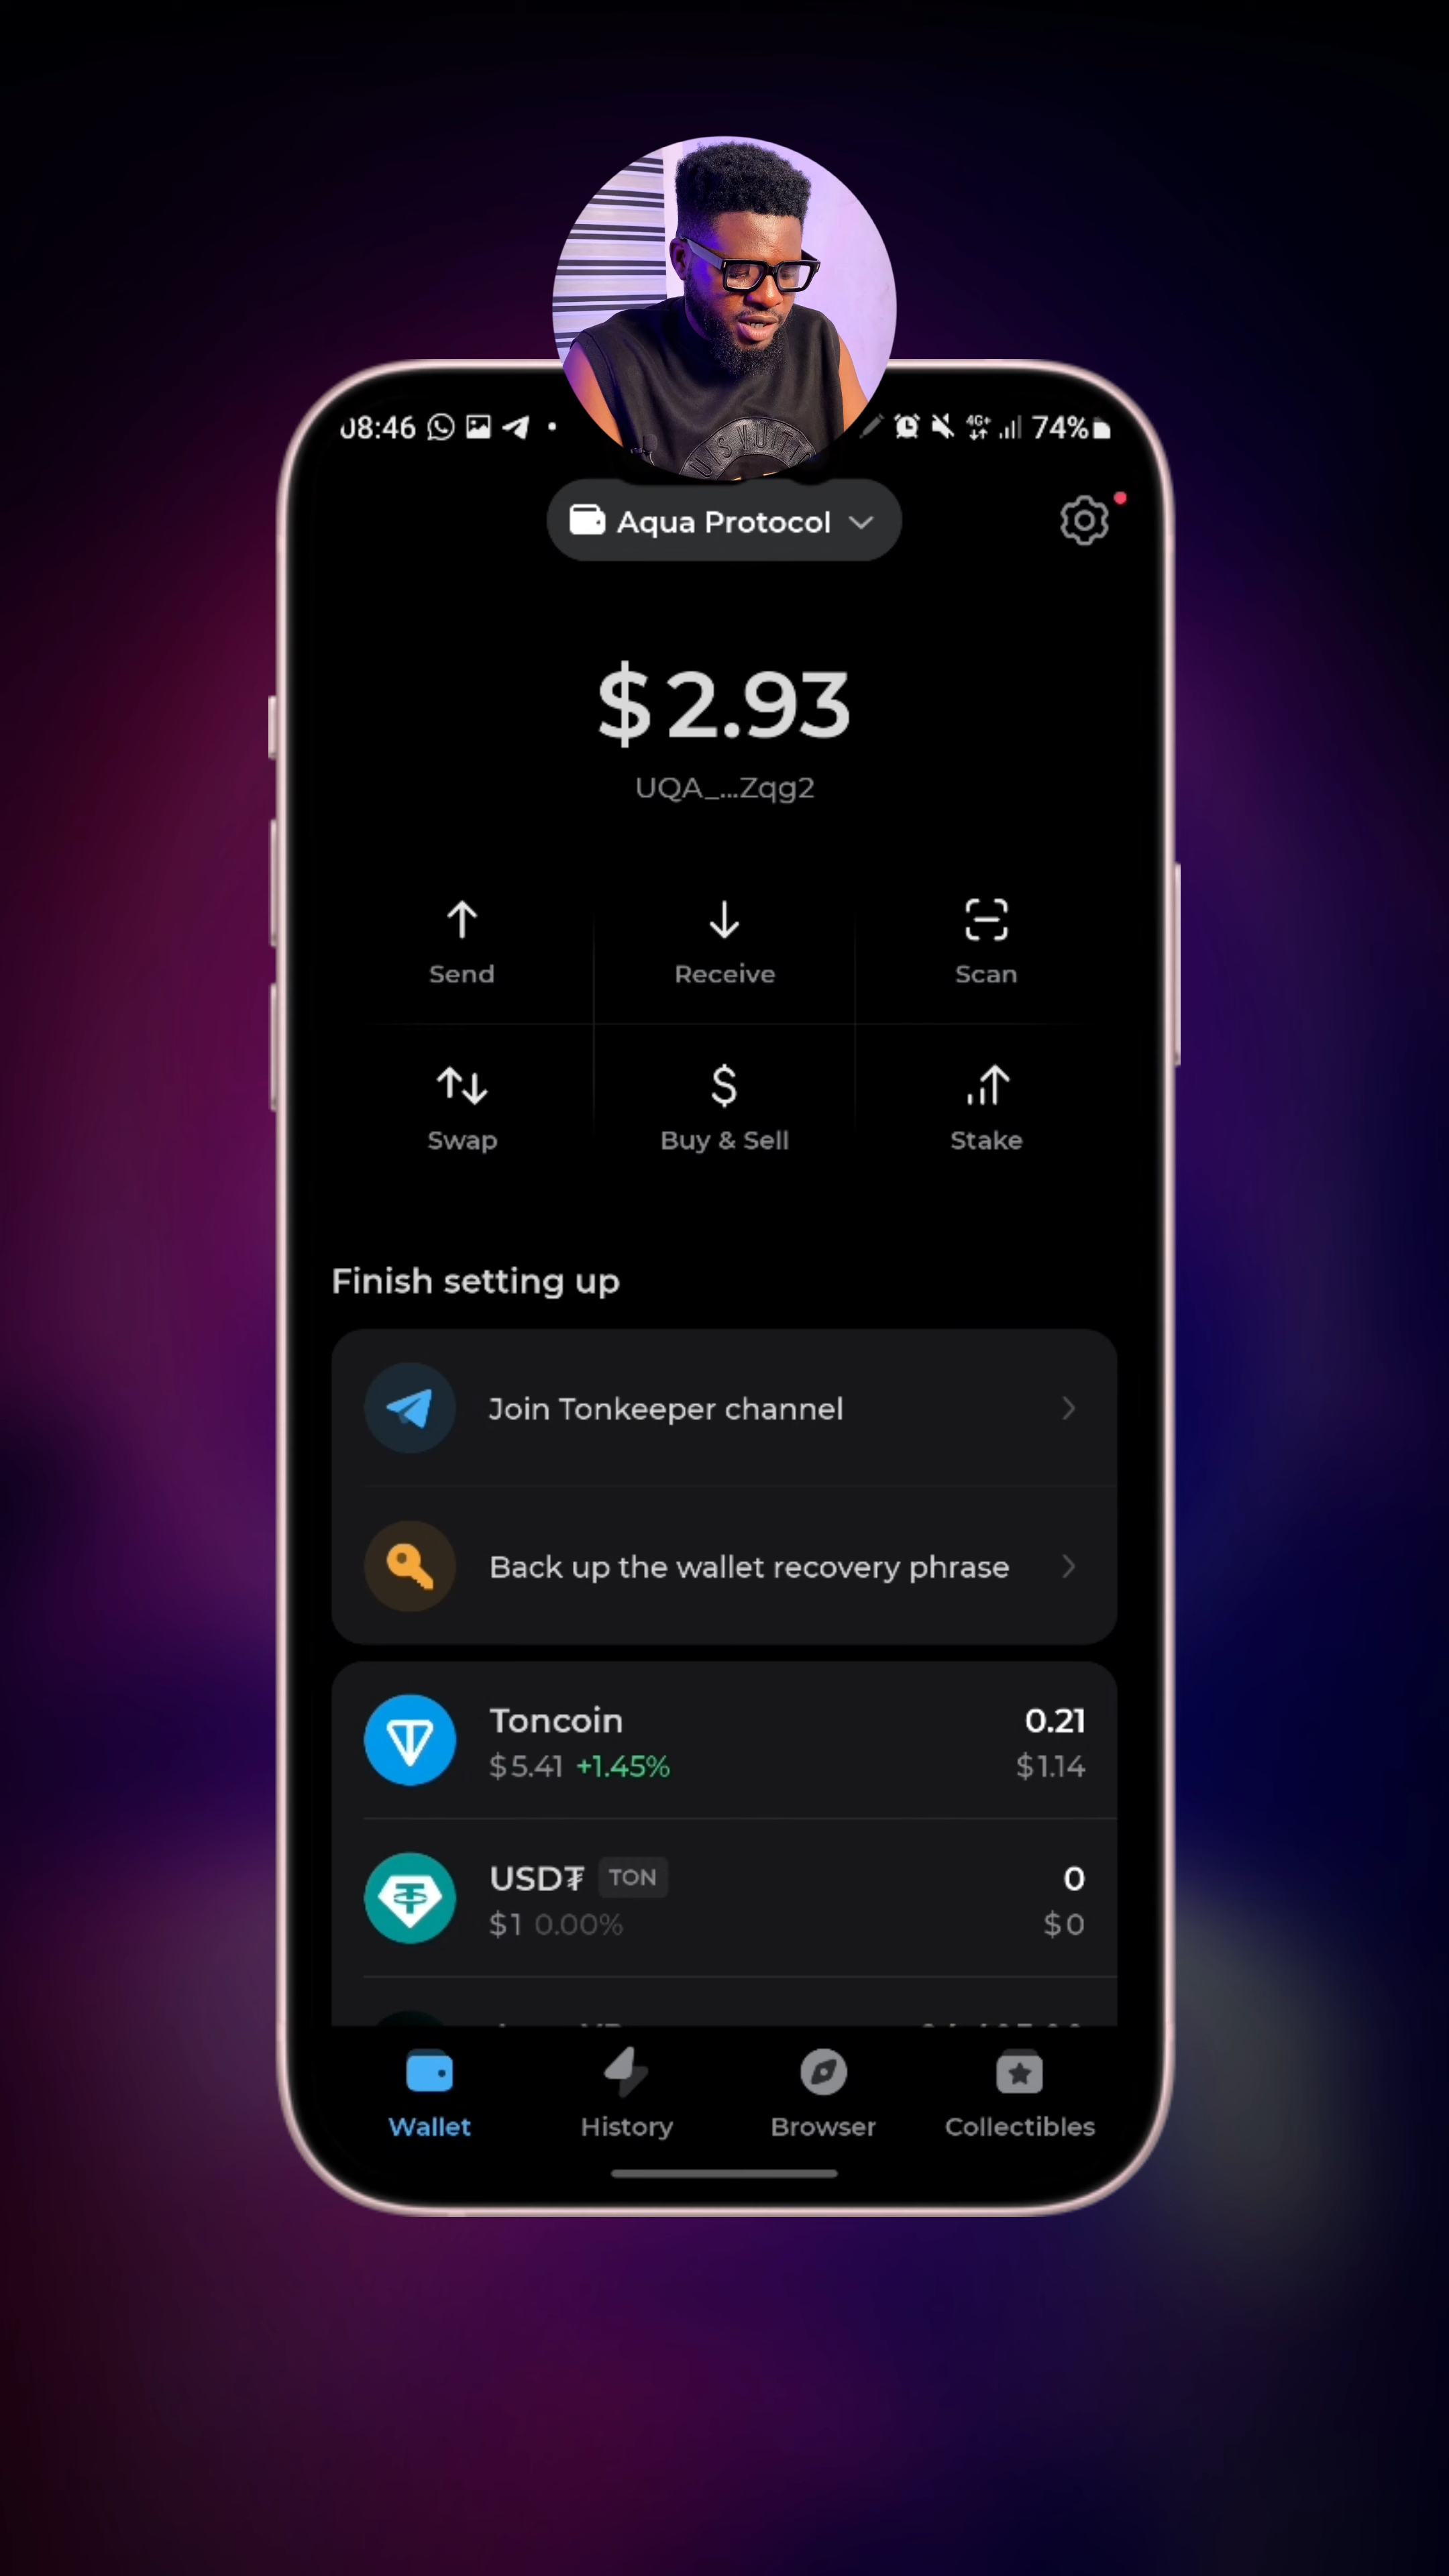 08:46
4G+
74%
Aqua Protocol
$2.93
UQA_...Zqg2
Send
Receive
Scan
Swap
Buy & Sell
Stake
Finish setting up
Join Tonkeeper channel
Back up the wallet recovery phrase
Toncoin
0.21
$5.41 +1.45%
$1.14
USD₮ TON
0
$1 0.00%
$0
Wallet
History
Browser
Collectibles